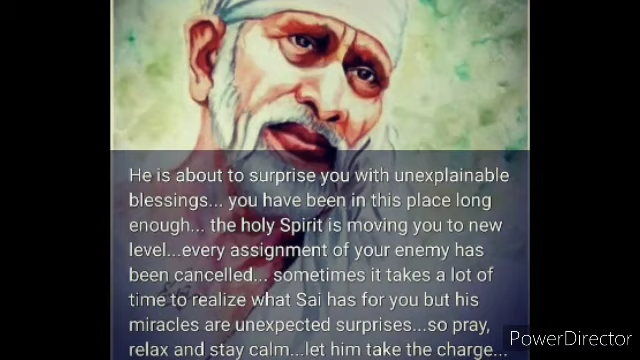 He is about to surprise you with unexplainable
blessings... you have been in this place long
enough... the holy Spirit is moving you to new
level...every assignment of your enemy has
been cancelled... sometimes it takes a lot of
time to realize what Sai has for you but his
miracles are unexpected surprises...so pray,
relax and stay calm...let him take the charge...
PowerDirector